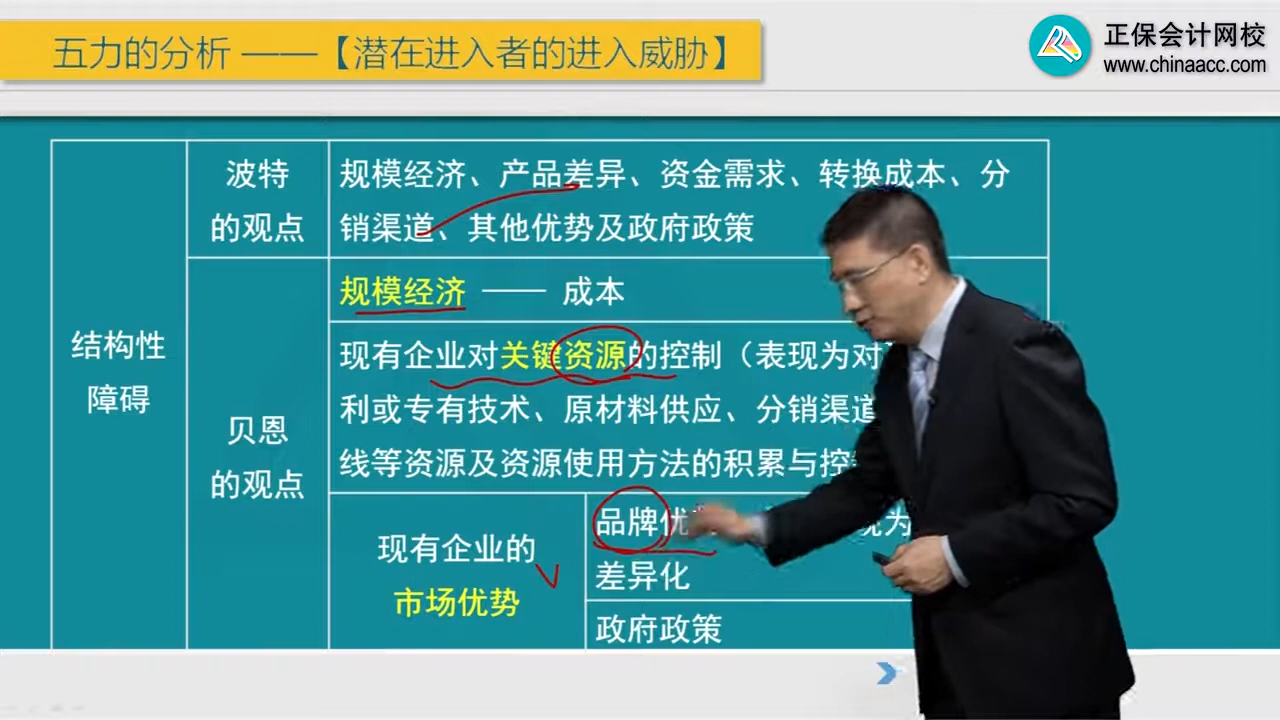 五力的分析 ——【潜在进入者的进入威胁】
正保会计网校
www.chinaacc.com
结构性
障碍
波特
的观点
规模经济、产品差异、资金需求、转换成本、分
销渠道、其他优势及政府政策
贝恩
的观点
规模经济 —— 成本
现有企业对关键资源的控制（表现为对
利或专有技术、原材料供应、分销渠道
线等资源及资源使用方法的积累与控
现有企业的
市场优势
品牌优
现为
差异化
政府政策